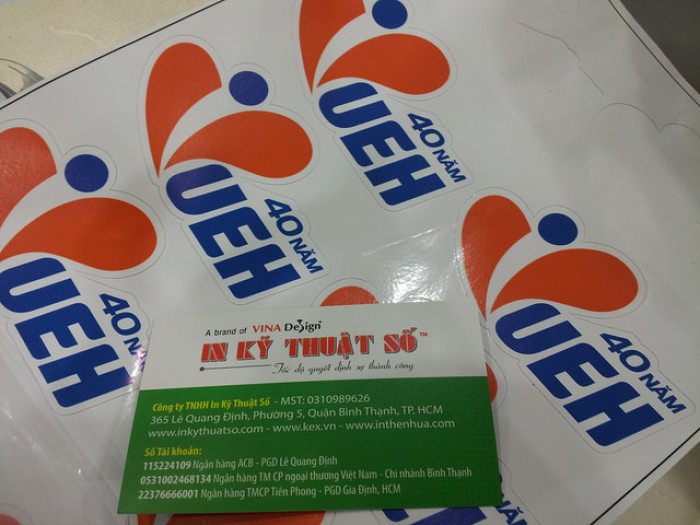 UEH
40 NĂM
UEH
40 NĂM
UEH
40 NĂM
UEH
40 NĂM
A brand of VINA Design®
IN KỸ THUẬT SỐ™
Tốc độ quyết định sự thành công
Công ty TNHH In Kỹ Thuật Số - MST: 0310989626
365 Lê Quang Định, Phường 5, Quận Bình Thạnh, TP. HCM
www.inkythuatso.com - www.kex.vn - www.inthenhua.com
Số Tài khoản:
115224109 Ngân hàng ACB - PGD Lê Quang Định
0531002468134 Ngân hàng TM CP ngoại thương Việt Nam - Chi nhánh Bình Thạnh
22376666001 Ngân hàng TMCP Tiên Phong - PGD Gia Định, HCM